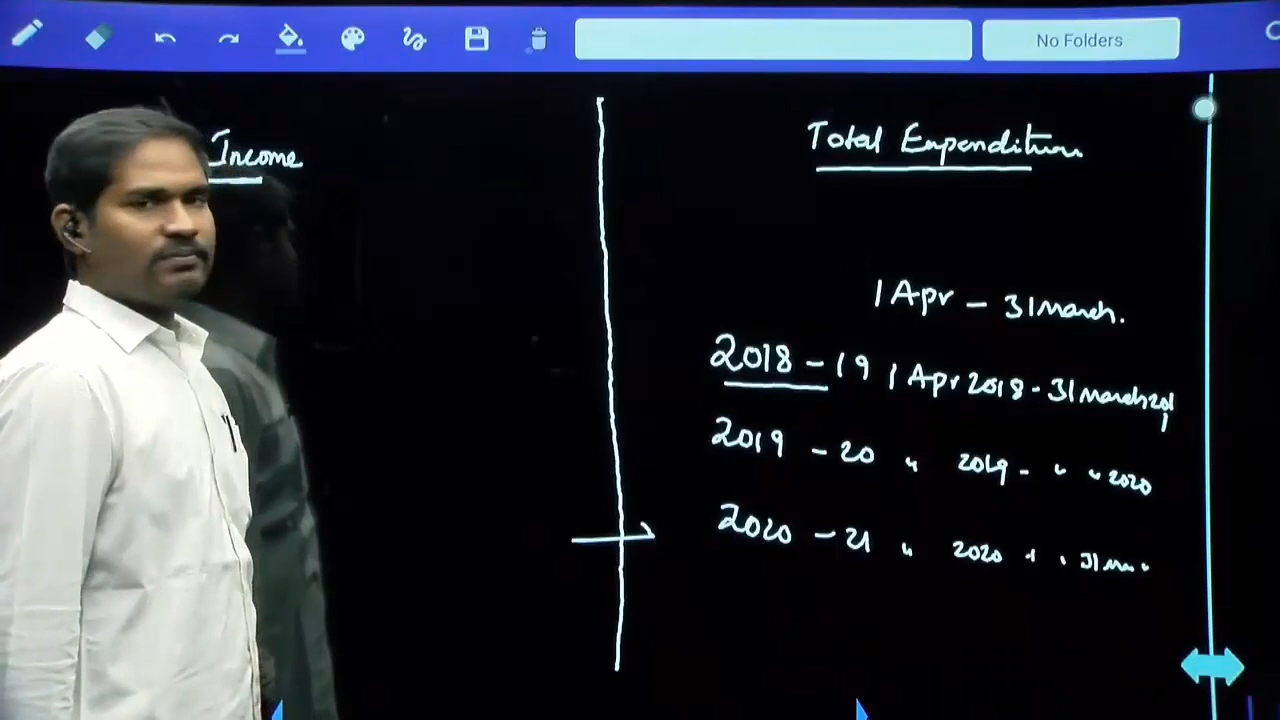 No Folders
Income
Total Expenditure
1 Apr – 31 March.
2018 – 19 1 Apr 2018 - 31 March 201
2019 – 20 " 2019 - " " 2020
2020 – 21 " 2020 " " 31 Mar